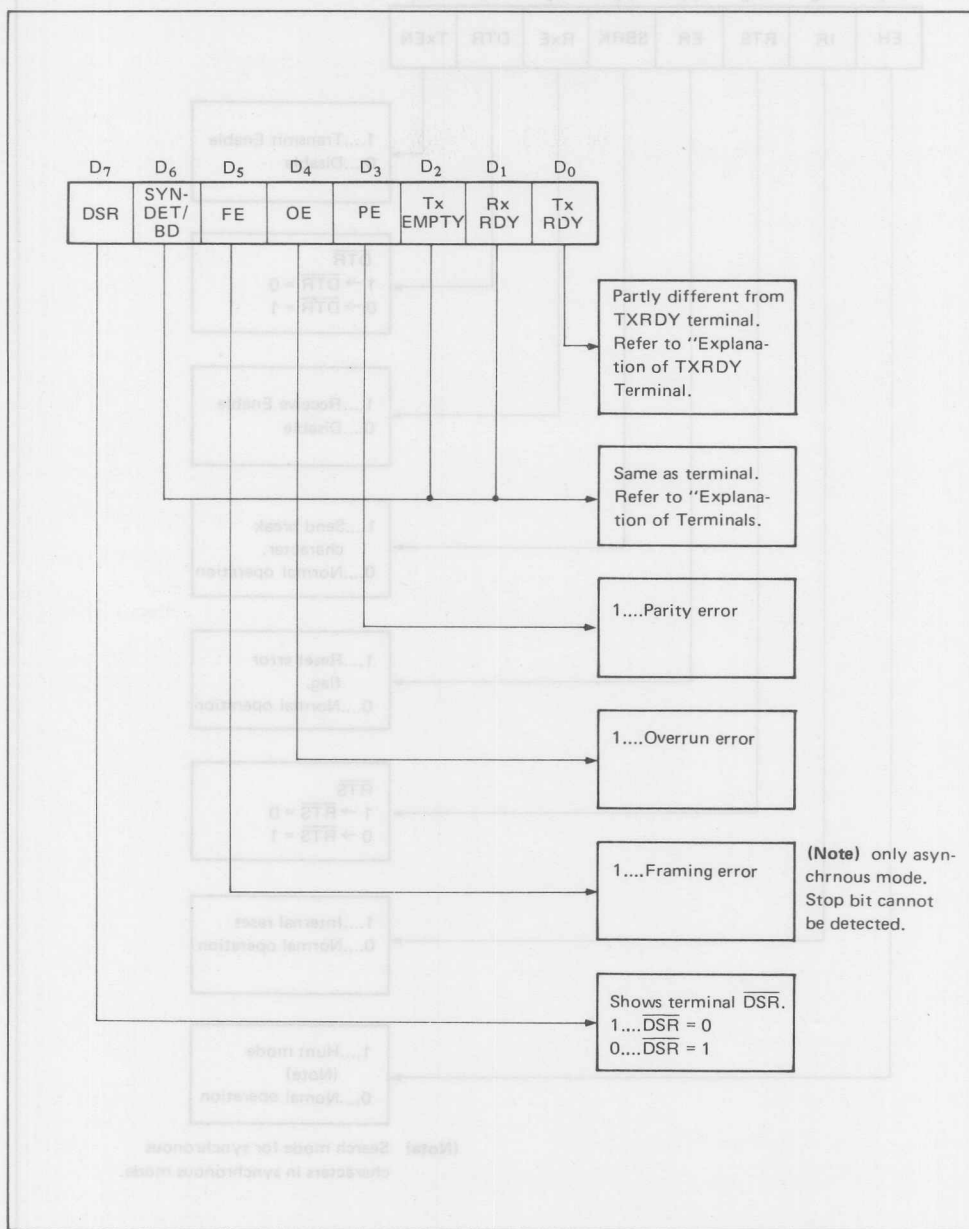 D7 D6 D5 D4 D3 D2 D1 D0
DSR
SYN-
DET/
BD
FE
OE
PE
Tx
EMPTY
Rx
RDY
Tx
RDY
Partly different from
TXRDY terminal.
Refer to "Explana-
tion of TXRDY
Terminal.
Same as terminal.
Refer to "Explana-
tion of Terminals.
1....Parity error
1....Overrun error
1....Framing error
(Note) only asyn-
chrnous mode.
Stop bit cannot
be detected.
Shows terminal D̅S̅R̅.
1....D̅S̅R̅ = 0
0....D̅S̅R̅ = 1